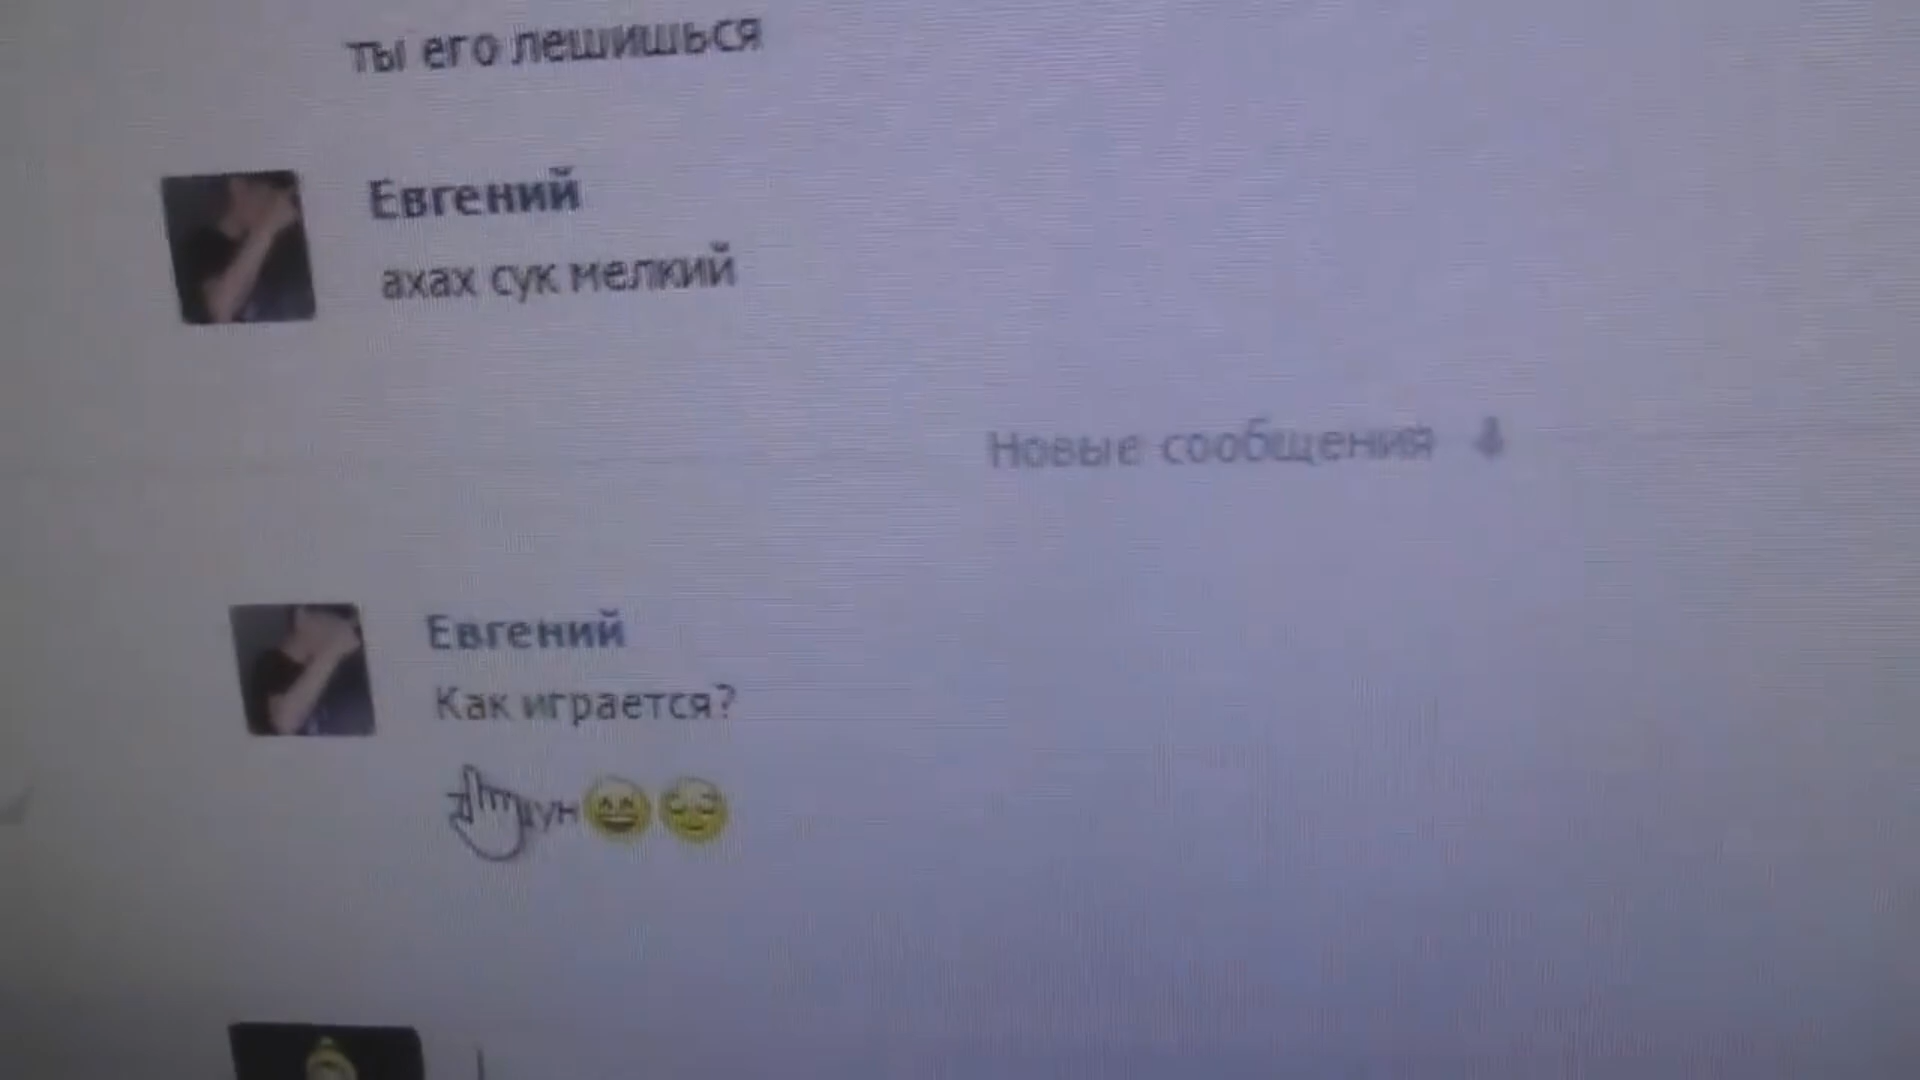 ты его лешишься
Евгений
ахах сук мелкий
Новые сообщения
Евгений
Как играется?
😄😌